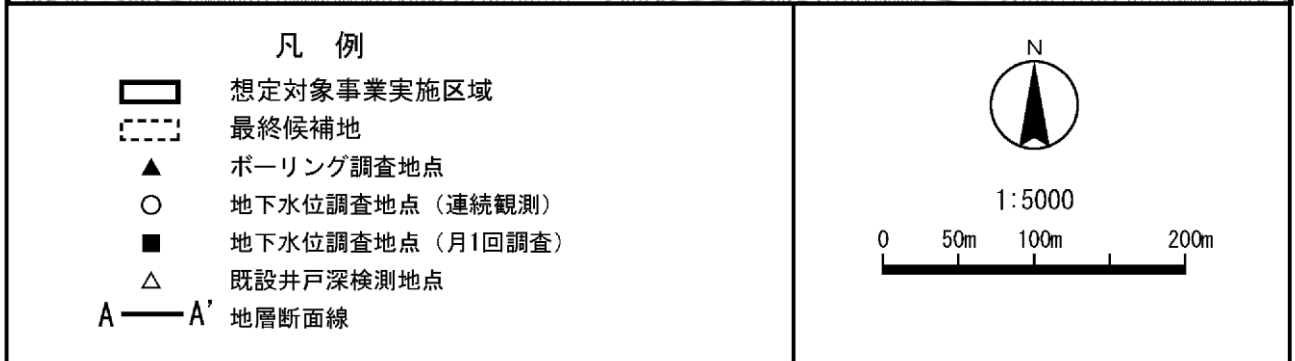 凡 例
想定対象事業実施区域
最終候補地
ボーリング調査地点
地下水位調査地点（連続観測）
地下水位調査地点（月1回調査）
既設井戸深検測地点
A A' 地層断面線
N
1:5000
0 50m 100m 200m